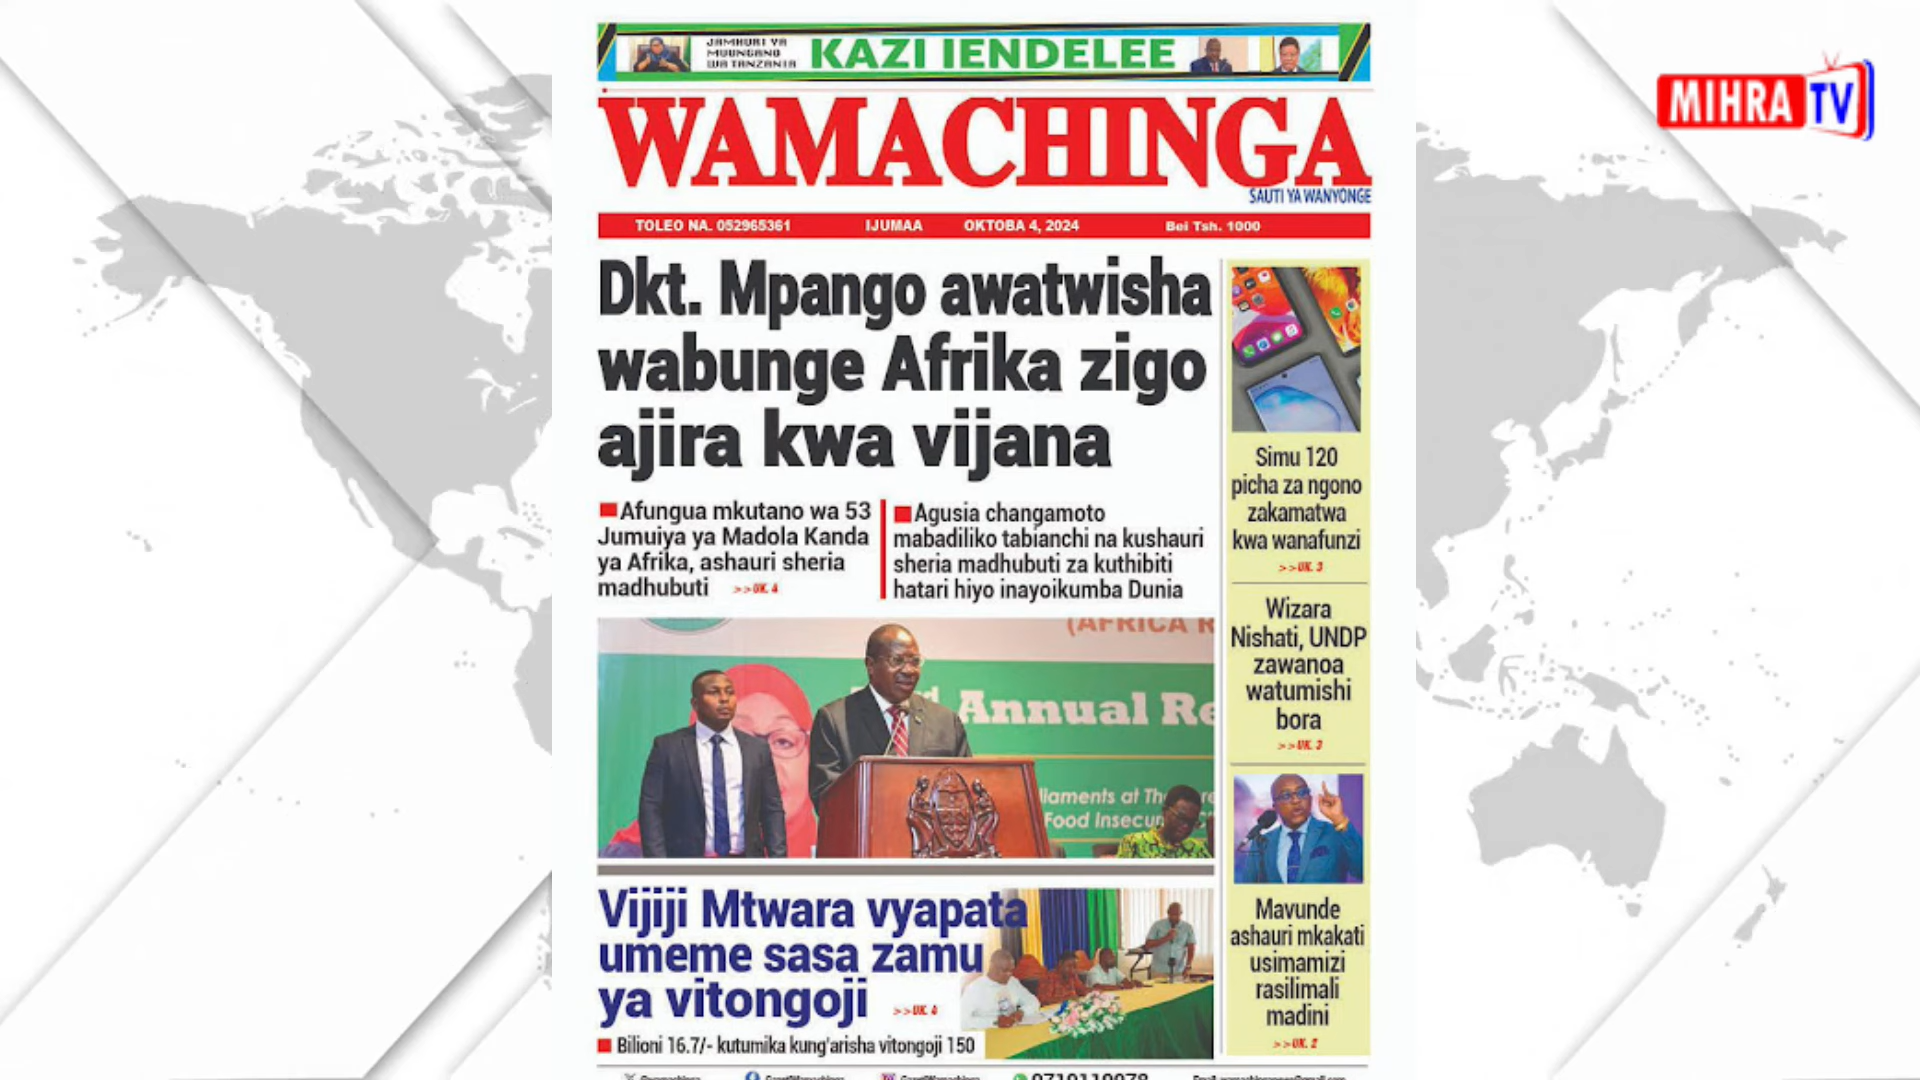 JAMHURI YA
MUUNGANO
WA TANZANIA
KAZI IENDELEE
MIHRA TV
WAMACHINGA
SAUTI YA WANYONGE
TOLEO NA. 052965361 IJUMAA OKTOBA 4, 2024 Bei Tsh. 1000
Dkt. Mpango awatwisha
wabunge Afrika zigo
ajira kwa vijana
Afungua mkutano wa 53
Jumuiya ya Madola Kanda
ya Afrika, ashauri sheria
madhubuti >>UK. 4
Agusia changamoto
mabadiliko tabianchi na kushauri
sheria madhubuti za kuthibiti
hatari hiyo inayoikumba Dunia
(AFRICA R
Annual Re
liaments at
Food Insecur
Vijiji Mtwara vyapata
umeme sasa zamu
ya vitongoji >>UK. 4
Bilioni 16.7/- kutumika kung'arisha vitongoji 150
Simu 120
picha za ngono
zakamatwa
kwa wanafunzi
>>UK. 3
Wizara
Nishati, UNDP
zawanoa
watumishi
bora
>>UK. 3
Mavunde
ashauri mkakati
usimamizi
rasilimali
madini
>>UK. 2